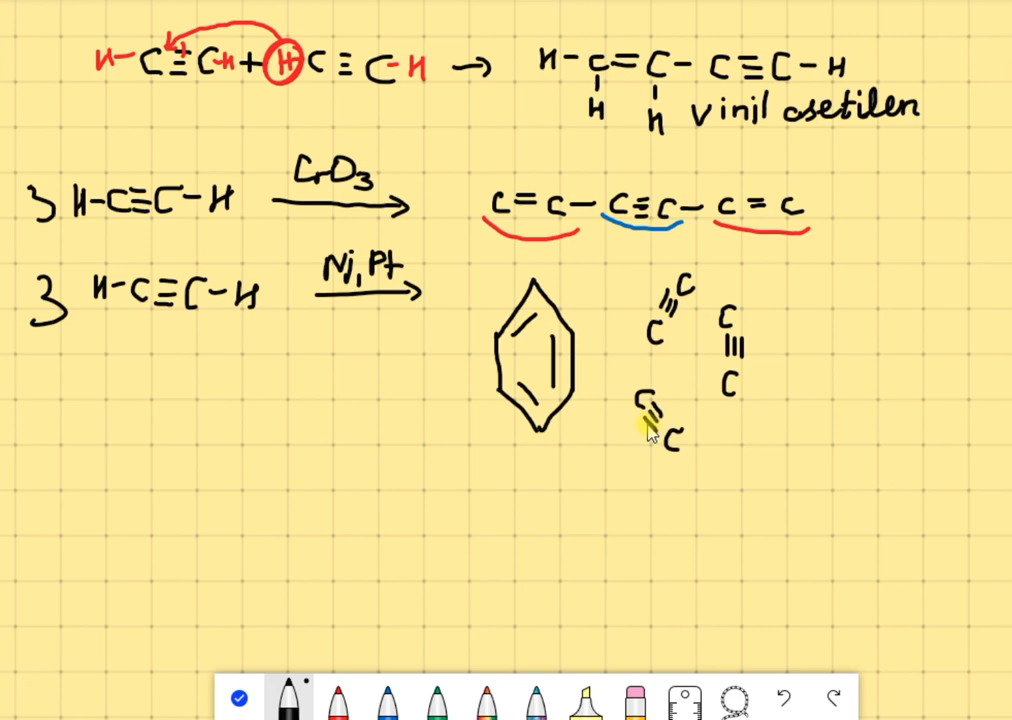 H-C≡C-H + H C≡C-H → H-C=C-C≡C-H
H H vinil asetilen
3 H-C≡C-H CrO3 → C=C-C≡C-C=C
3 H-C≡C-H Ni, Pt →
C≡C
C≡C
C≡C